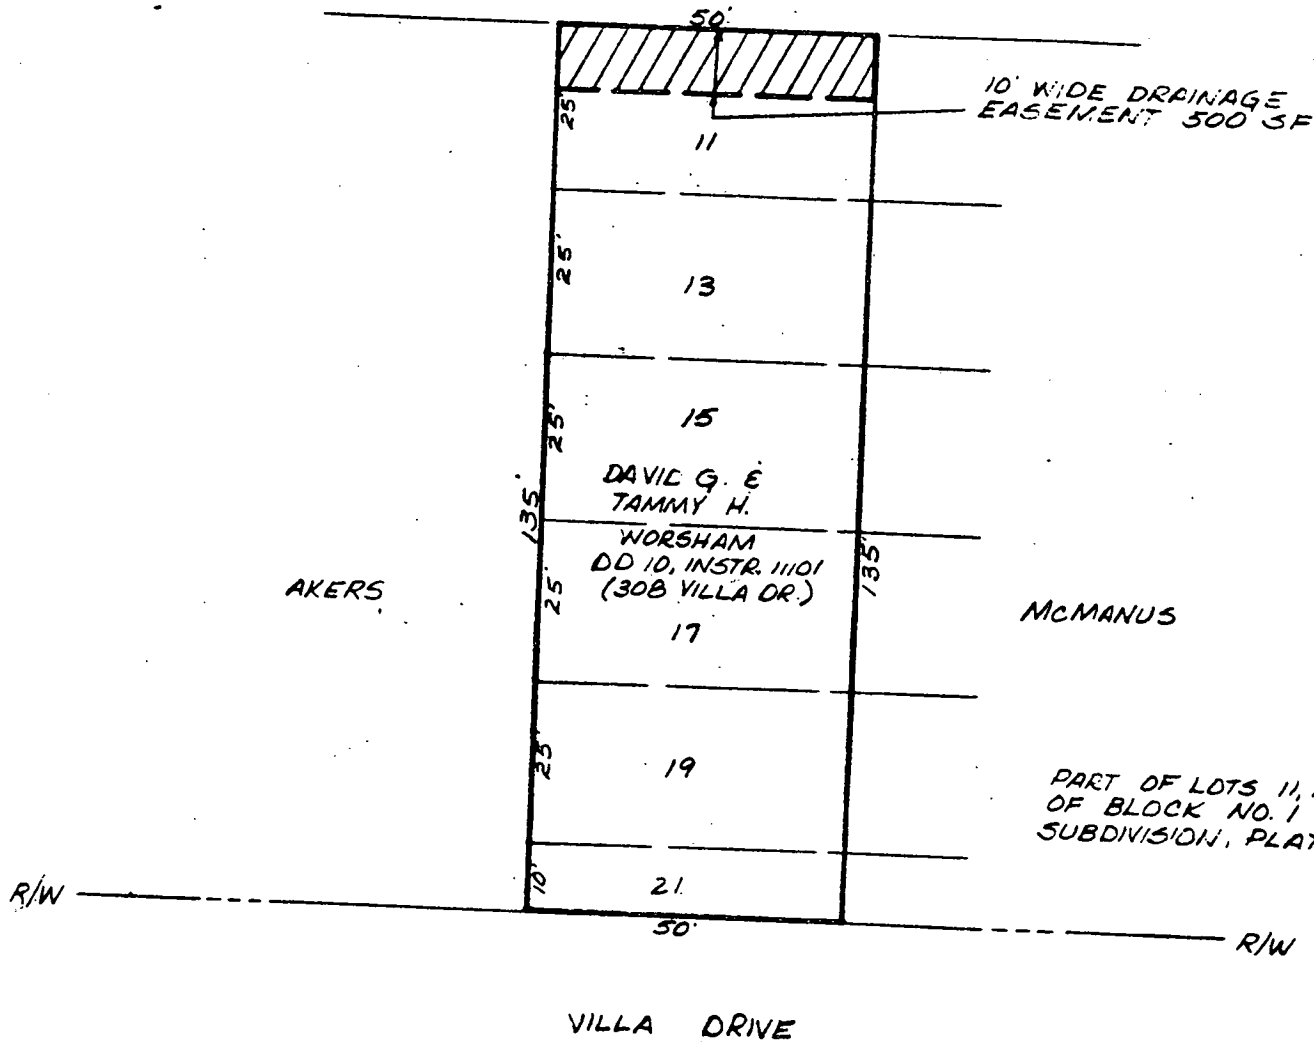 50'
10' WIDE DRAINAGE
EASEMENT 500 SF
25'
11
25'
13
25'
15
DAVID G. &
TAMMY H.
WORSHAM
DD 10, INSTR. 11101
(308 VILLA DR.)
135'
135'
AKERS
25'
17
MCMANUS
25'
19
PART OF LOTS 11,
OF BLOCK NO. 1
SUBDIVISION, PLAT
10'
21
R/W
50'
R/W
VILLA DRIVE